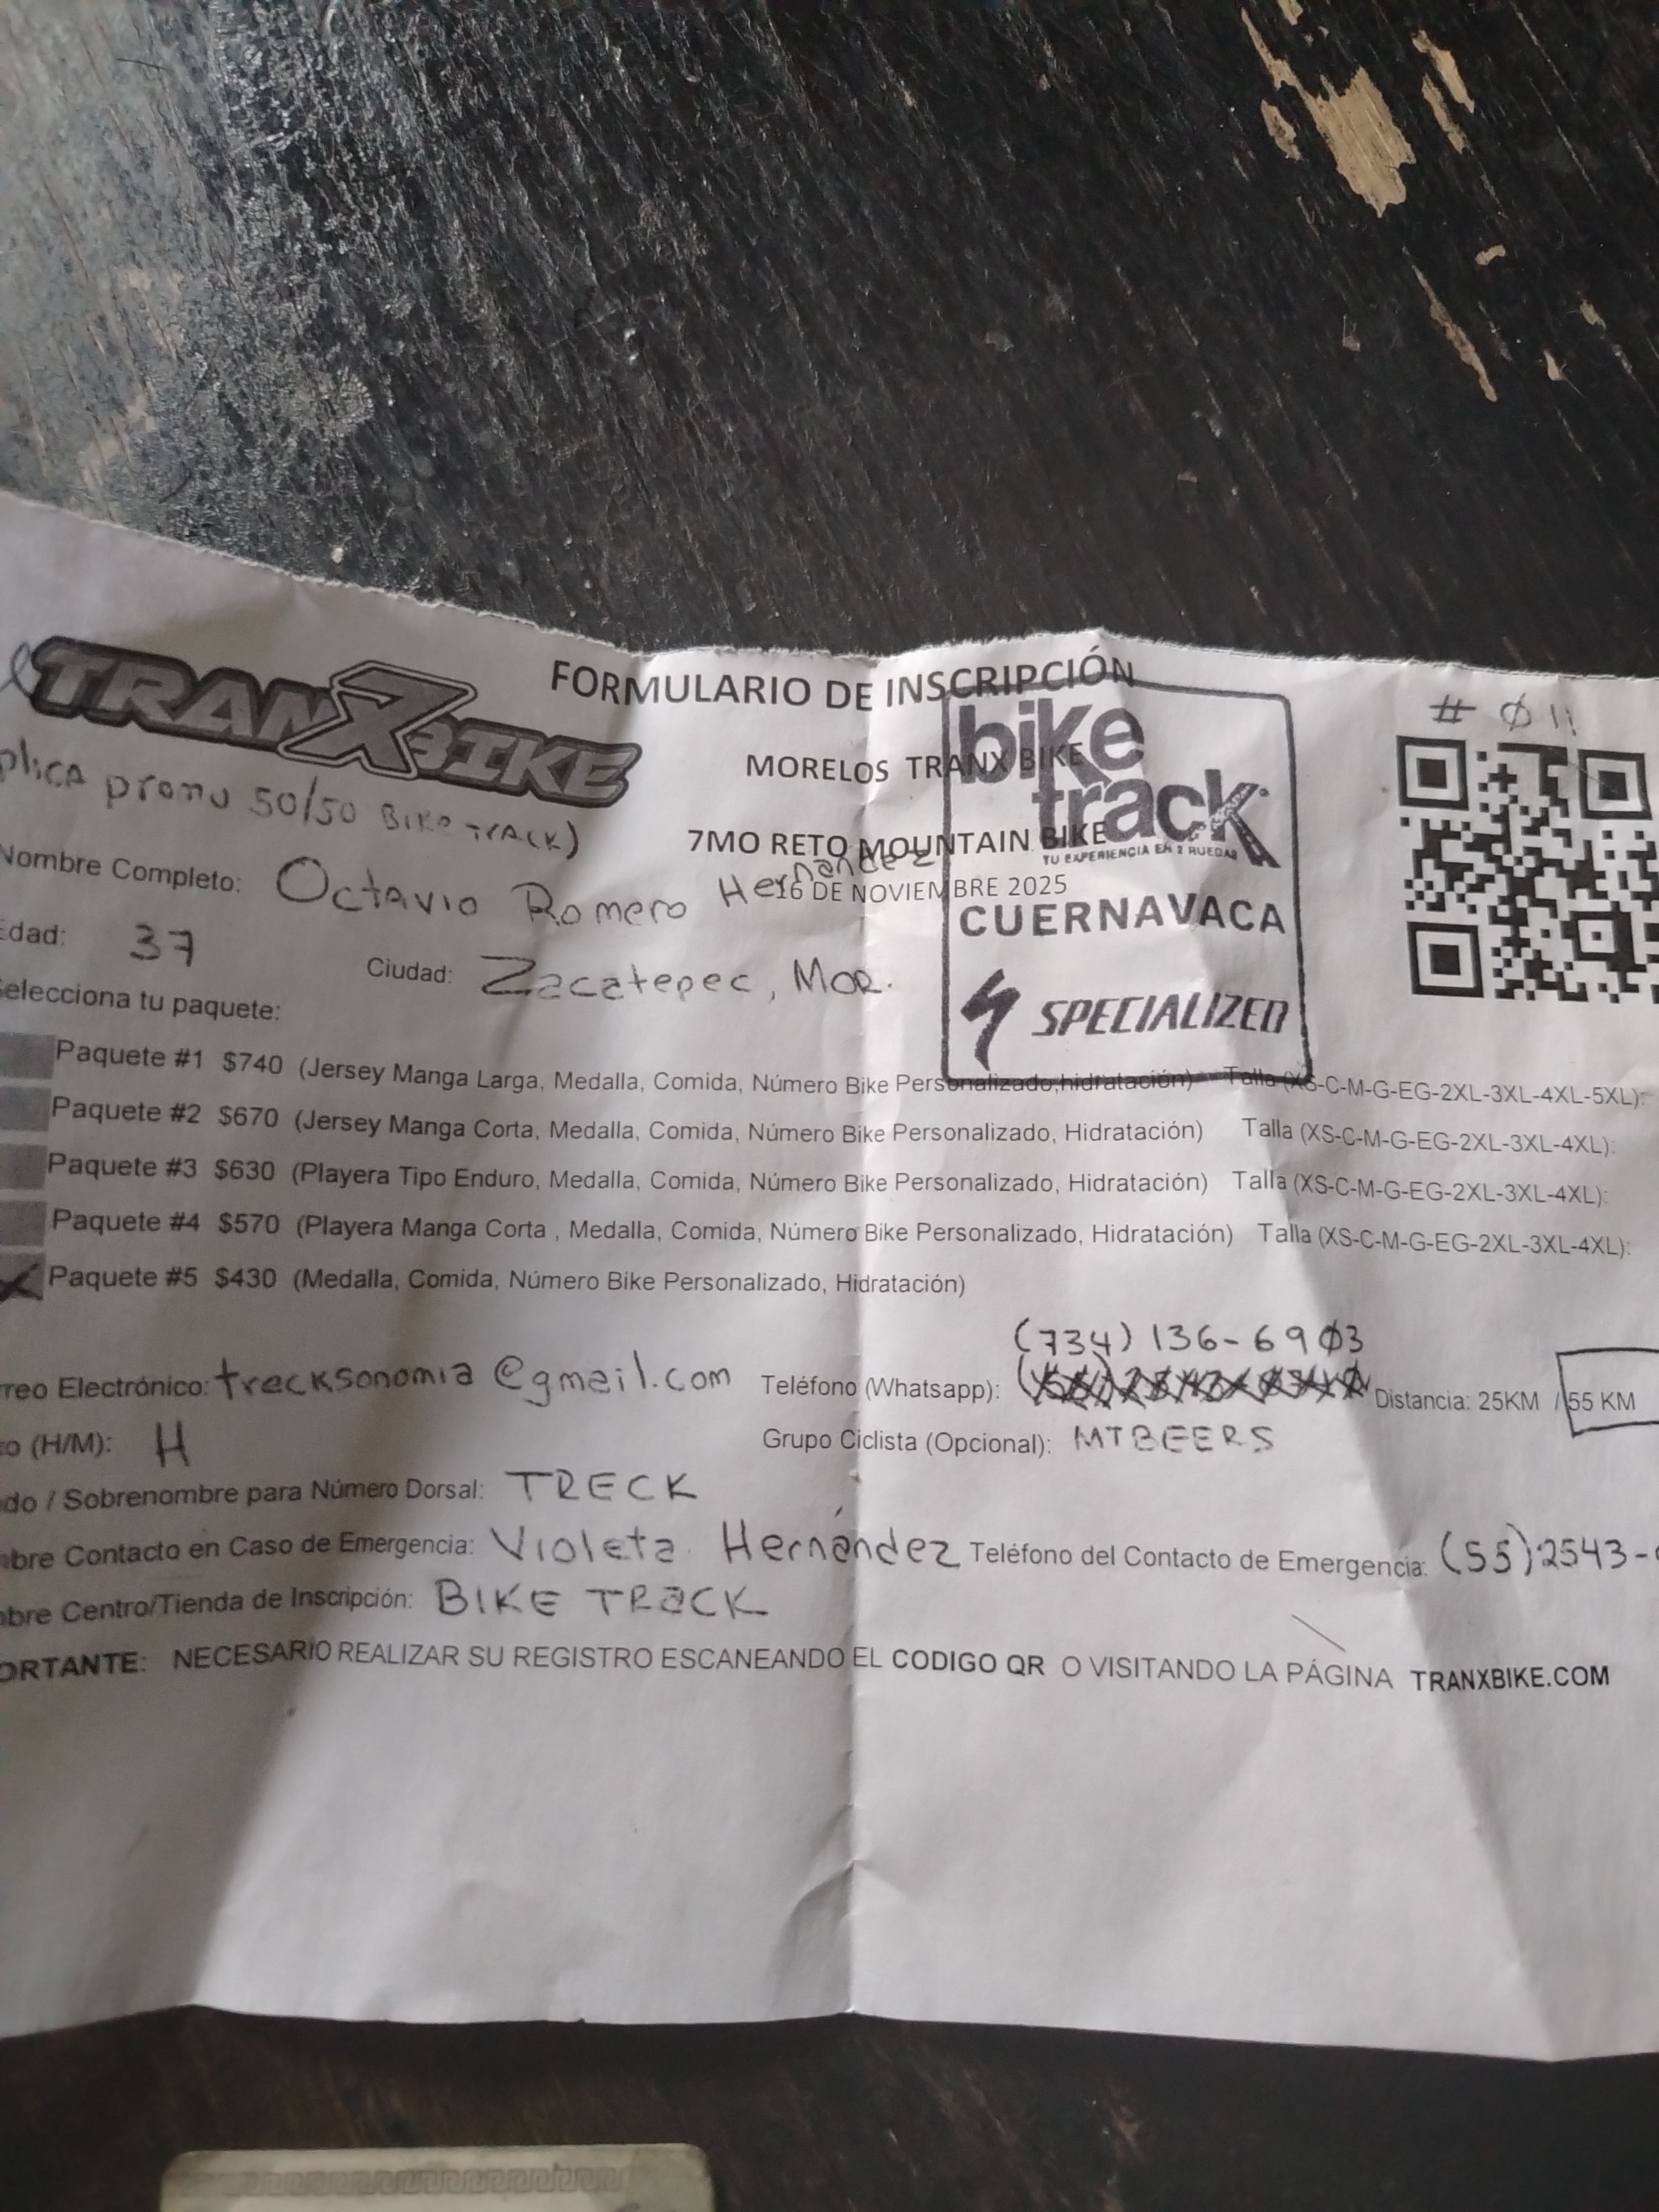 TRANXBIKE
FORMULARIO DE INSCRIPCIÓN
# Ø11
MORELOS TRANX BIKE
plica promo 50/50 BIKE TRACK)
7MO RETO MOUNTAIN BIKE
16 DE NOVIEMBRE 2025
bike
track
TU EXPERIENCIA EN 2 RUEDAS
CUERNAVACA
SPECIALIZED
Nombre Completo: Octavio Romero Hernandez
Edad: 37 Ciudad: Zacatepec, Mor.
Selecciona tu paquete:
Paquete #1 $740 (Jersey Manga Larga, Medalla, Comida, Número Bike Personalizado,hidratación) Talla (XS-C-M-G-EG-2XL-3XL-4XL-5XL):
Paquete #2 $670 (Jersey Manga Corta, Medalla, Comida, Número Bike Personalizado, Hidratación) Talla (XS-C-M-G-EG-2XL-3XL-4XL):
Paquete #3 $630 (Playera Tipo Enduro, Medalla, Comida, Número Bike Personalizado, Hidratación) Talla (XS-C-M-G-EG-2XL-3XL-4XL):
Paquete #4 $570 (Playera Manga Corta , Medalla, Comida, Número Bike Personalizado, Hidratación) Talla (XS-C-M-G-EG-2XL-3XL-4XL):
Paquete #5 $430 (Medalla, Comida, Número Bike Personalizado, Hidratación)
(734) 136-69Ø3
rreo Electrónico: trecksonomia@gmail.com Teléfono (Whatsapp): Distancia: 25KM / 55 KM
o (H/M): H Grupo Ciclista (Opcional): MTBEERS
do / Sobrenombre para Número Dorsal: TRECK
bre Contacto en Caso de Emergencia: Violeta Hernández Teléfono del Contacto de Emergencia: (55)2543-
bre Centro/Tienda de Inscripción: BIKE TRACK
ORTANTE: NECESARIO REALIZAR SU REGISTRO ESCANEANDO EL CODIGO QR O VISITANDO LA PÁGINA TRANXBIKE.COM